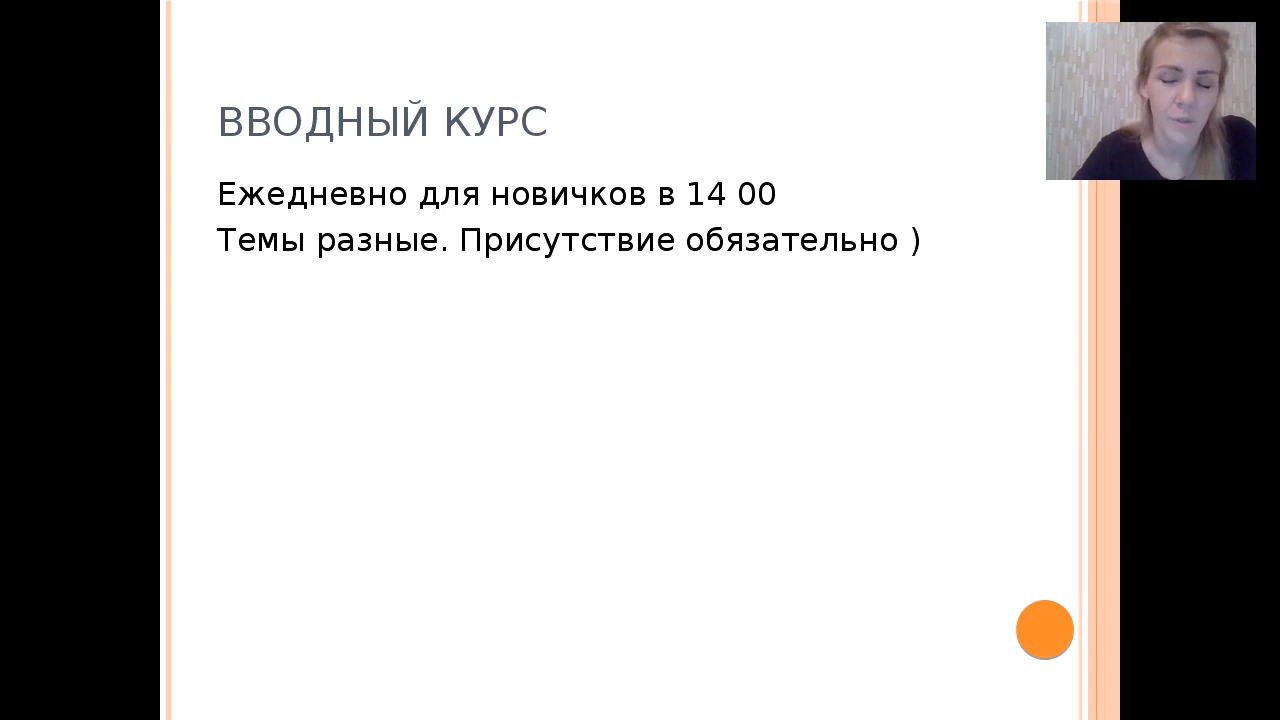 ВВОДНЫЙ КУРС
Ежедневно для новичков в 14 00
Темы разные. Присутствие обязательно )